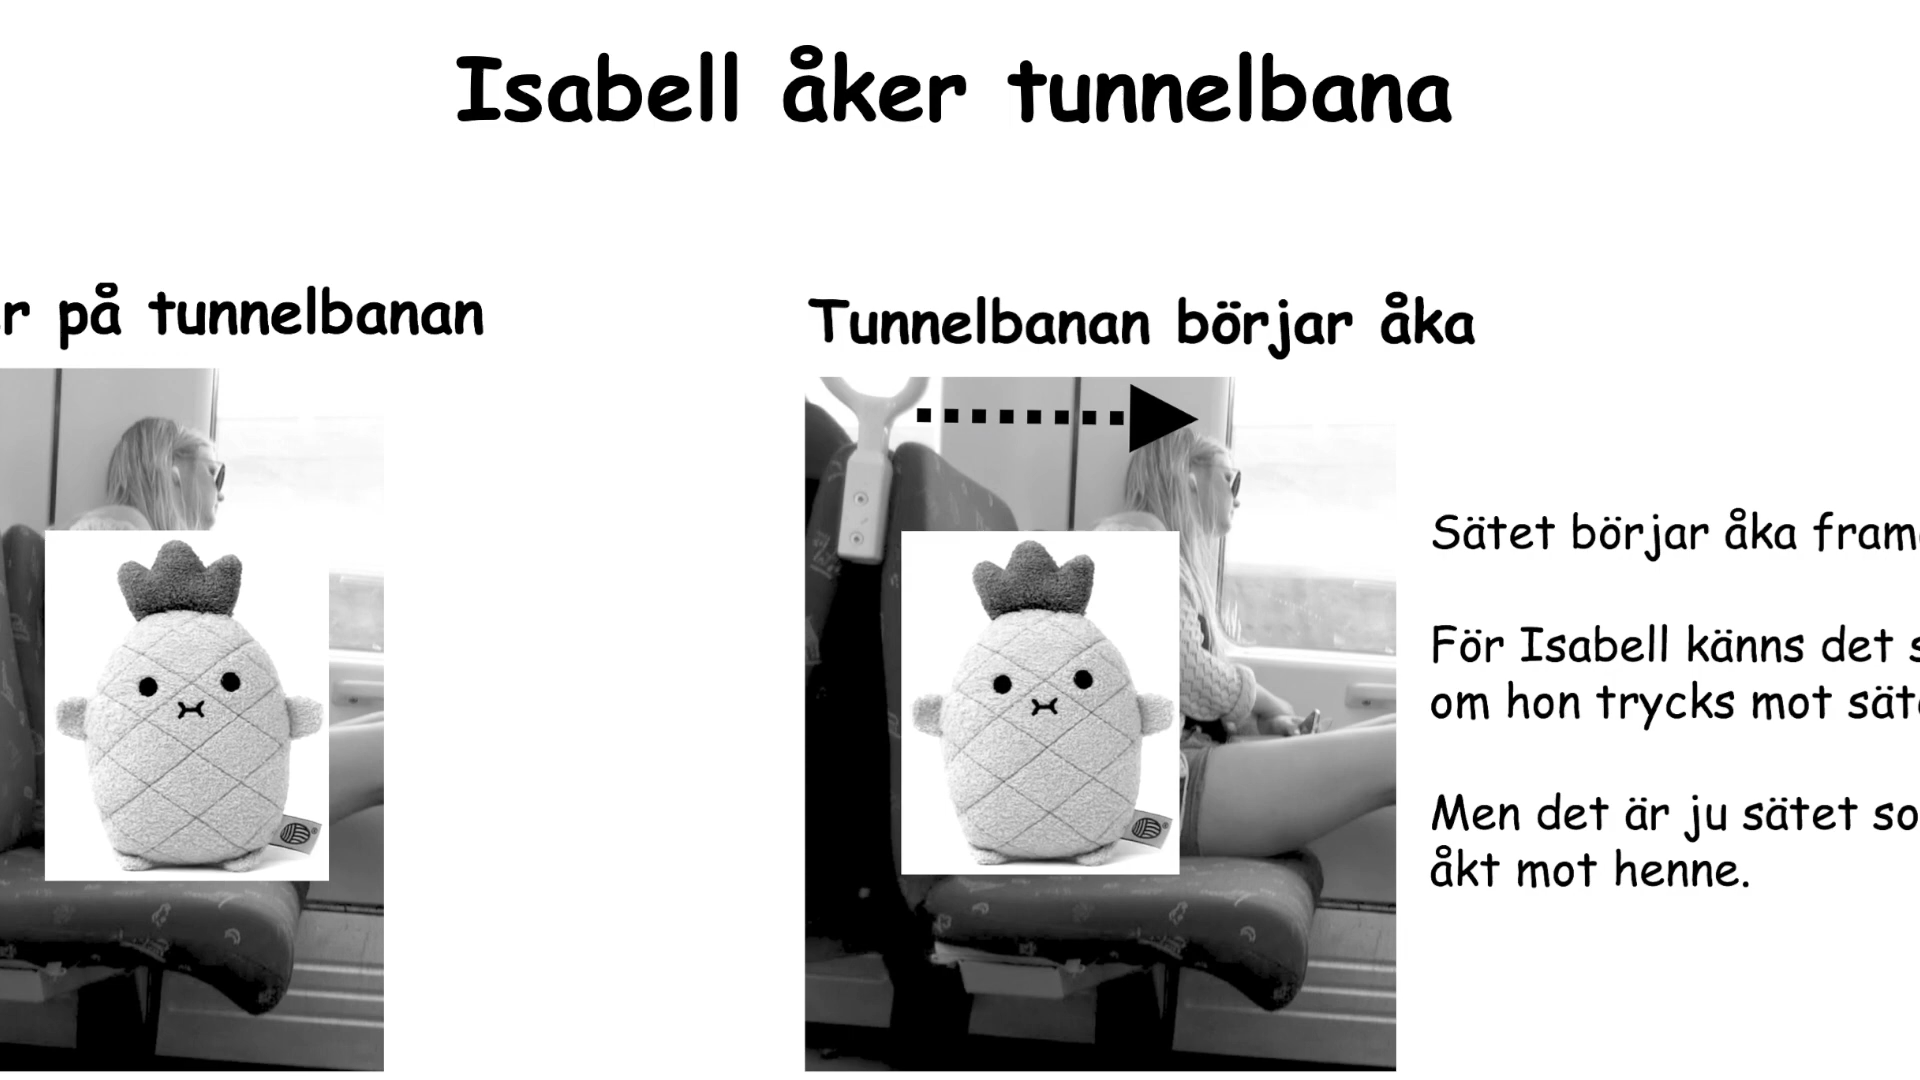 Isabell åker tunnelbana
på tunnelbanan
Tunnelbanan börjar åka
Sätet börjar åka
För Isabell känns det
om hon trycks mot
Men det är ju sätet
åkt mot henne.